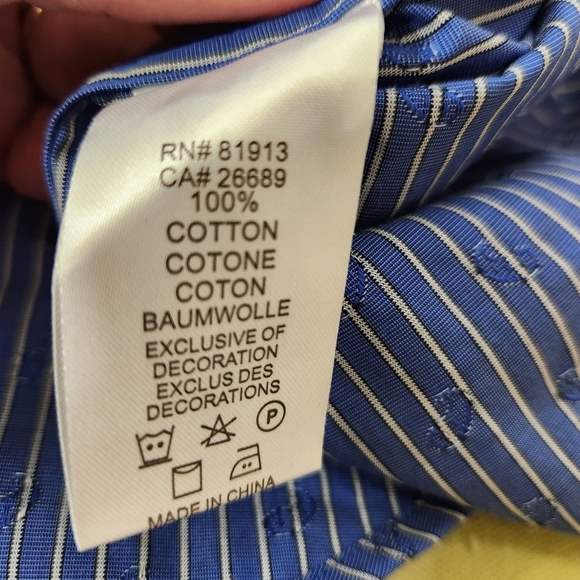 RN# 81913
CA# 26689
100%
COTTON
COTONE
COTON
BAUMWOLLE
EXCLUSIVE OF
DECORATION
EXCLUS DES
DECORATIONS
P
MADE IN CHINA